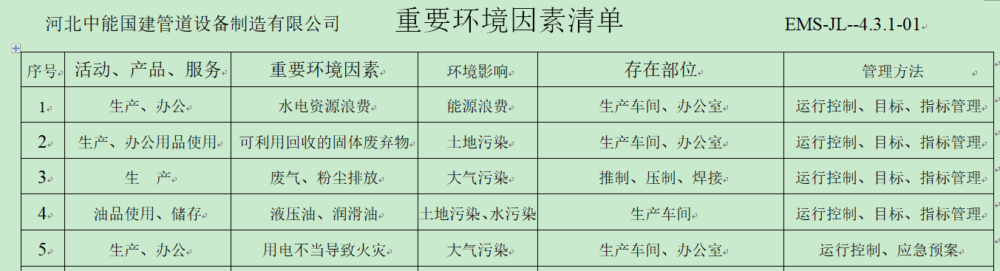 河北中能国建管道设备制造有限公司 重要环境因素清单 EMS-JL--4.3.1-01
序号 活动、产品、服务 重要环境因素 环境影响 存在部位 管理方法
1 生产、办公 水电资源浪费 能源浪费 生产车间、办公室 运行控制、目标、指标管理
2 生产、办公用品使用 可利用回收的固体废弃物 土地污染 生产车间、办公室 运行控制、目标、指标管理
3 生 产 废气、粉尘排放 大气污染 推制、压制、焊接 运行控制、目标、指标管理
4 油品使用、储存 液压油、润滑油 土地污染、水污染 生产车间 运行控制、目标、指标管理
5 生产、办公 用电不当导致火灾 大气污染 生产车间、办公室 运行控制、应急预案